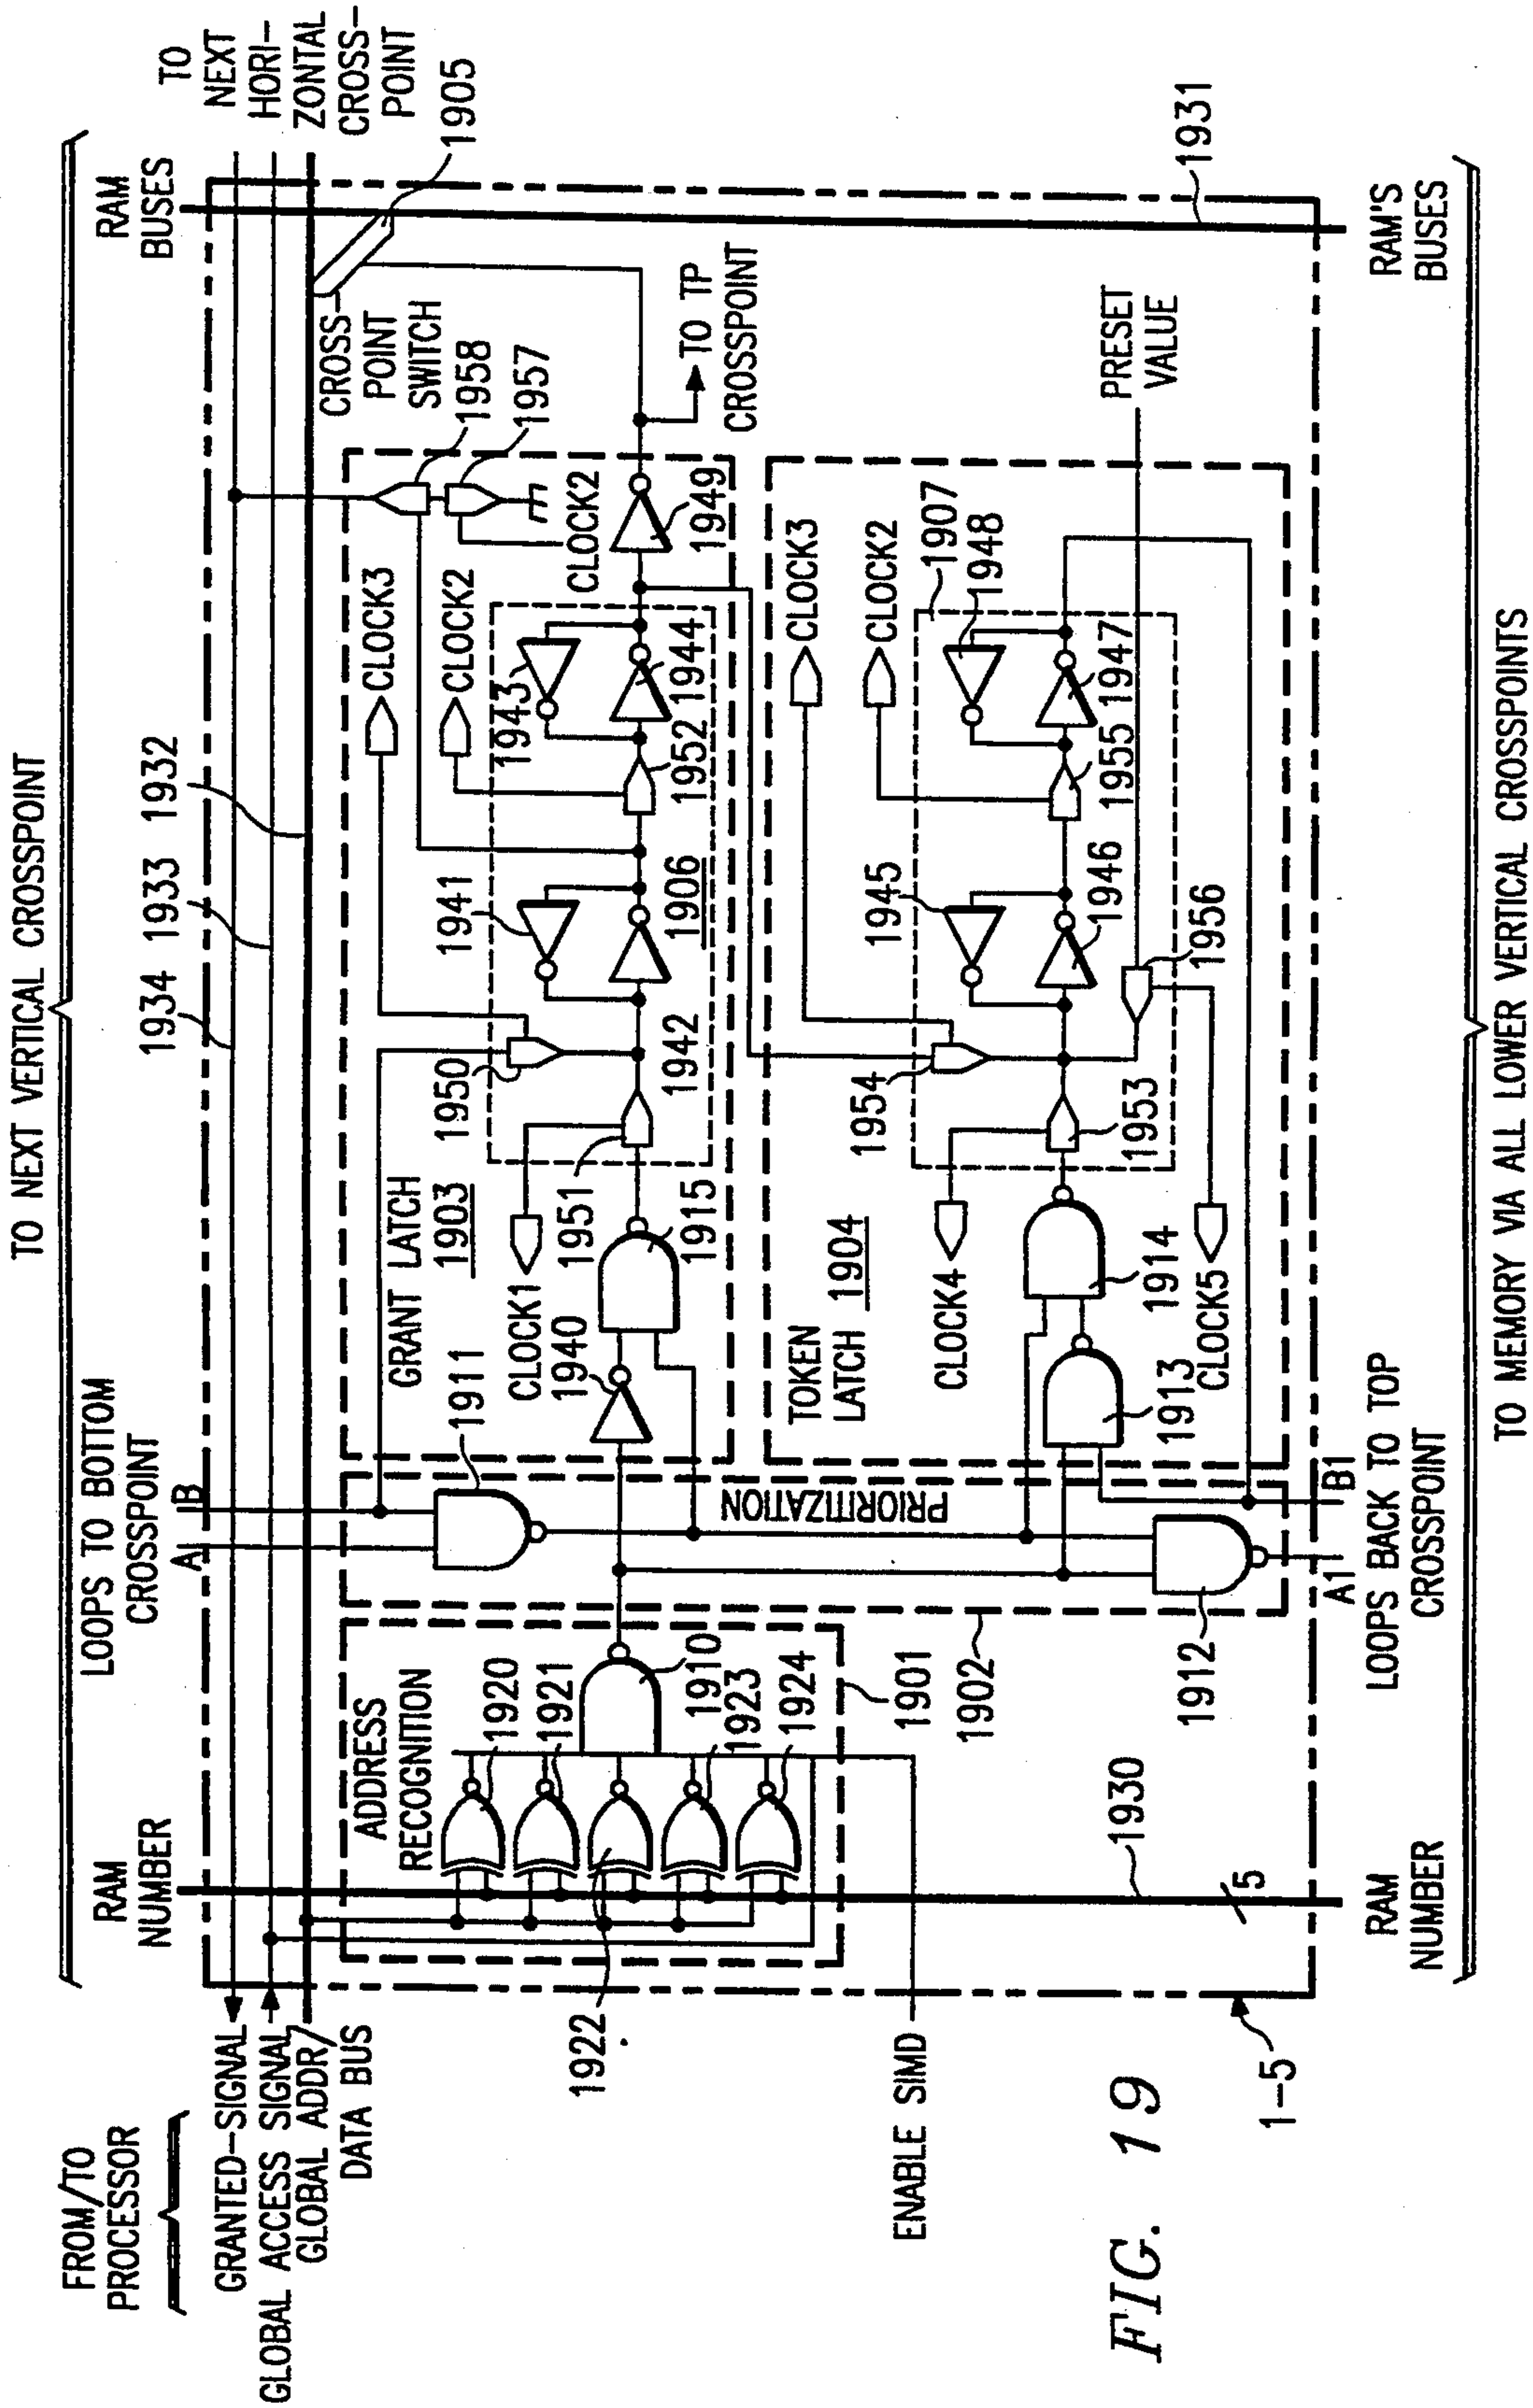 TO NEXT VERTICAL CROSSPOINT
FROM/TO
PROCESSOR
RAM
NUMBER
LOOPS TO BOTTOM
CROSSPOINT
A
B
1934
1933
1932
RAM
BUSES
TO
NEXT
HORI-
ZONTAL
CROSS-
POINT
GRANTED-SIGNAL
GLOBAL ACCESS SIGNAL
GLOBAL ADDR/
DATA BUS
ADDRESS
RECOGNITION
1920
1921
1910
1923
1924
1922
1901
1902
ENABLE SIMD
1911
PRIORITIZATION
1912
GRANT LATCH
1903
CLOCK1
1940
1915
1951
1950
1942
1941
1906
CLOCK3
CLOCK2
1943
1944
1952
CLOCK2
1949
1957
1958
CROSS-
POINT
SWITCH
1905
TO TP
CROSSPOINT
TOKEN
LATCH
1904
CLOCK4
1913
1914
CLOCK5
1954
1953
1945
1946
1956
CLOCK3
CLOCK2
1907
1948
1947
1955
PRESET
VALUE
1931
1930
5
RAM
NUMBER
A1
B1
LOOPS BACK TO TOP
CROSSPOINT
RAM'S
BUSES
TO MEMORY VIA ALL LOWER VERTICAL CROSSPOINTS
1-5
FIG. 19